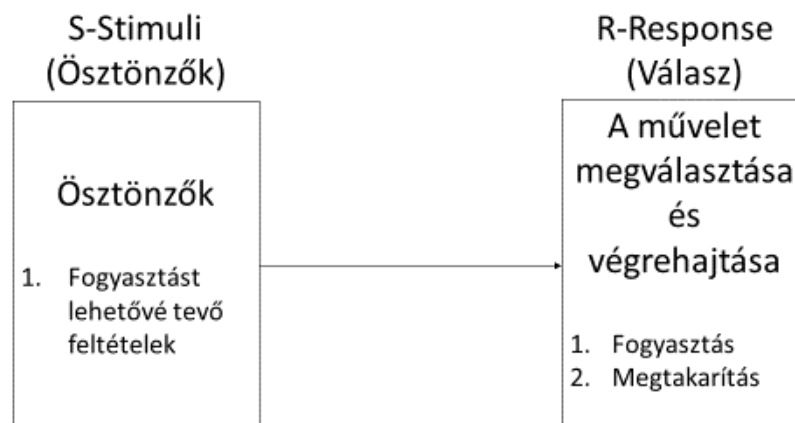 S-Stimuli
(Ösztönzők)
Ösztönzők
1. Fogyasztást
lehetővé tevő
feltételek
R-Response
(Válasz)
A művelet
megválasztása
és
végrehajtása
1. Fogyasztás
2. Megtakarítás